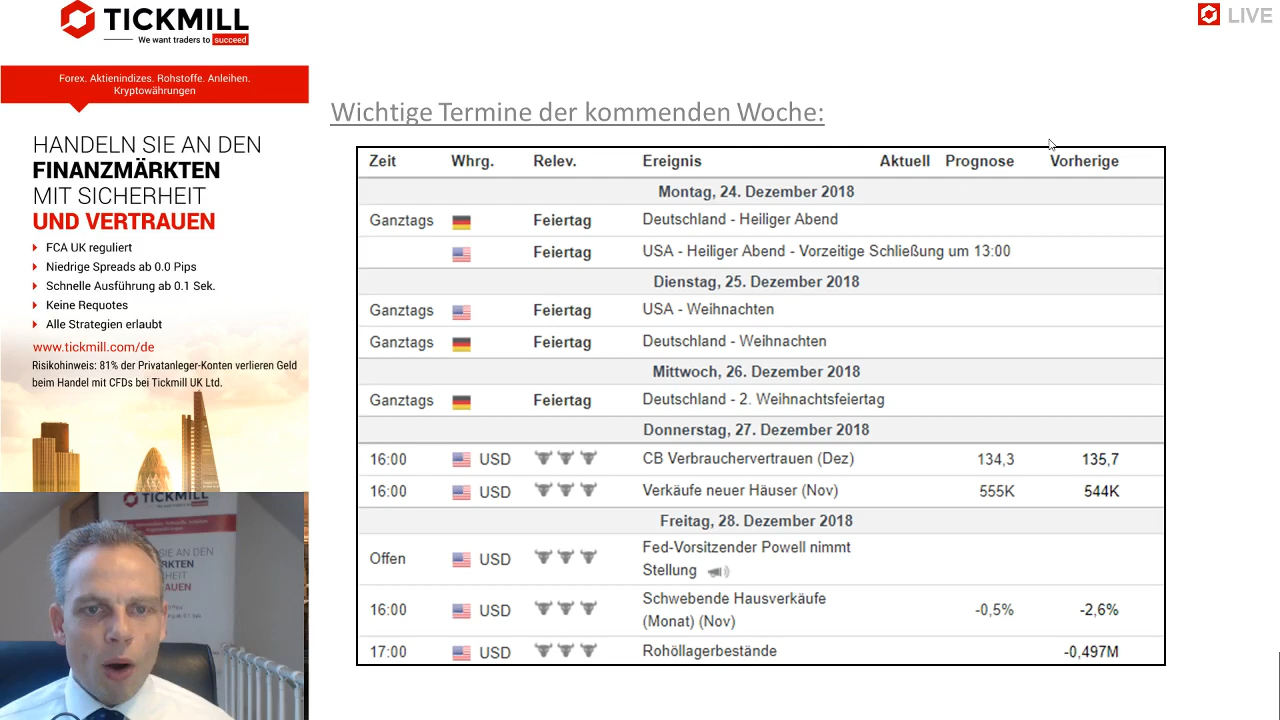 TICKMILL
We want traders to succeed
LIVE
Forex. Aktienindizes. Rohstoffe. Anleihen.
Kryptowährungen
HANDELN SIE AN DEN
FINANZMÄRKTEN
MIT SICHERHEIT
UND VERTRAUEN
FCA UK reguliert
Niedrige Spreads ab 0.0 Pips
Schnelle Ausführung ab 0.1 Sek.
Keine Requotes
Alle Strategien erlaubt
www.tickmill.com/de
Risikohinweis: 81% der Privatanleger-Konten verlieren Geld
beim Handel mit CFDs bei Tickmill UK Ltd.
TICKMILL
Wichtige Termine der kommenden Woche:
Zeit Whrg. Relev. Ereignis Aktuell Prognose Vorherige
Montag, 24. Dezember 2018
Ganztags Feiertag Deutschland - Heiliger Abend
Feiertag USA - Heiliger Abend - Vorzeitige Schließung um 13:00
Dienstag, 25. Dezember 2018
Ganztags Feiertag USA - Weihnachten
Ganztags Feiertag Deutschland - Weihnachten
Mittwoch, 26. Dezember 2018
Ganztags Feiertag Deutschland - 2. Weihnachtsfeiertag
Donnerstag, 27. Dezember 2018
16:00 USD CB Verbrauchervertrauen (Dez) 134,3 135,7
16:00 USD Verkäufe neuer Häuser (Nov) 555K 544K
Freitag, 28. Dezember 2018
Offen USD Fed-Vorsitzender Powell nimmt
Stellung
16:00 USD Schwebende Hausverkäufe
(Monat) (Nov) -0,5% -2,6%
17:00 USD Rohöllagerbestände -0,497M